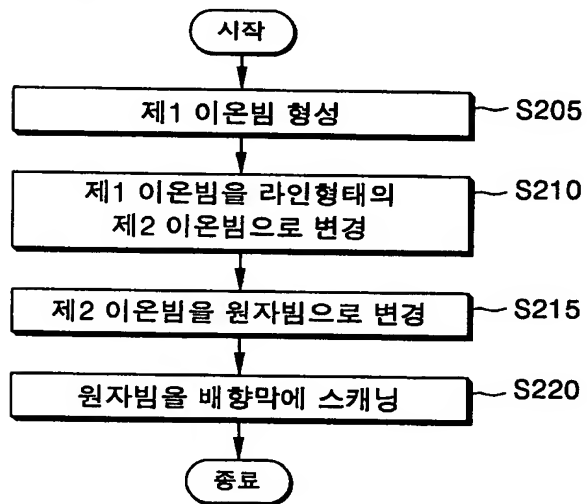 시작
제1 이온빔 형성
S205
제1 이온빔을 라인형태의
제2 이온빔으로 변경
S210
제2 이온빔을 원자빔으로 변경
S215
원자빔을 배향막에 스캐닝
S220
종료